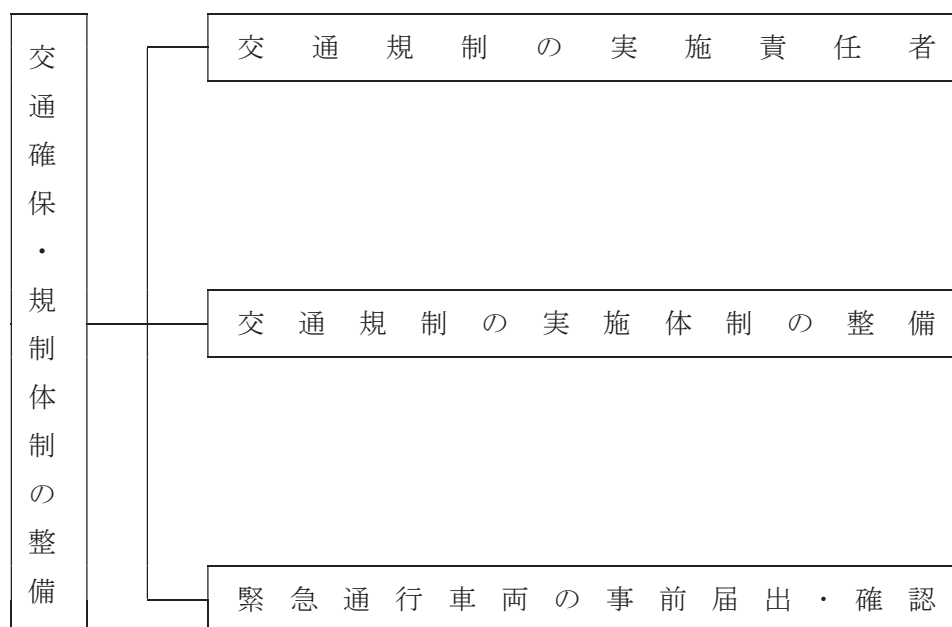 交通確保・規制体制の整備
交通規制の実施責任者
交通規制の実施体制の整備
緊急通行車両の事前届出・確認